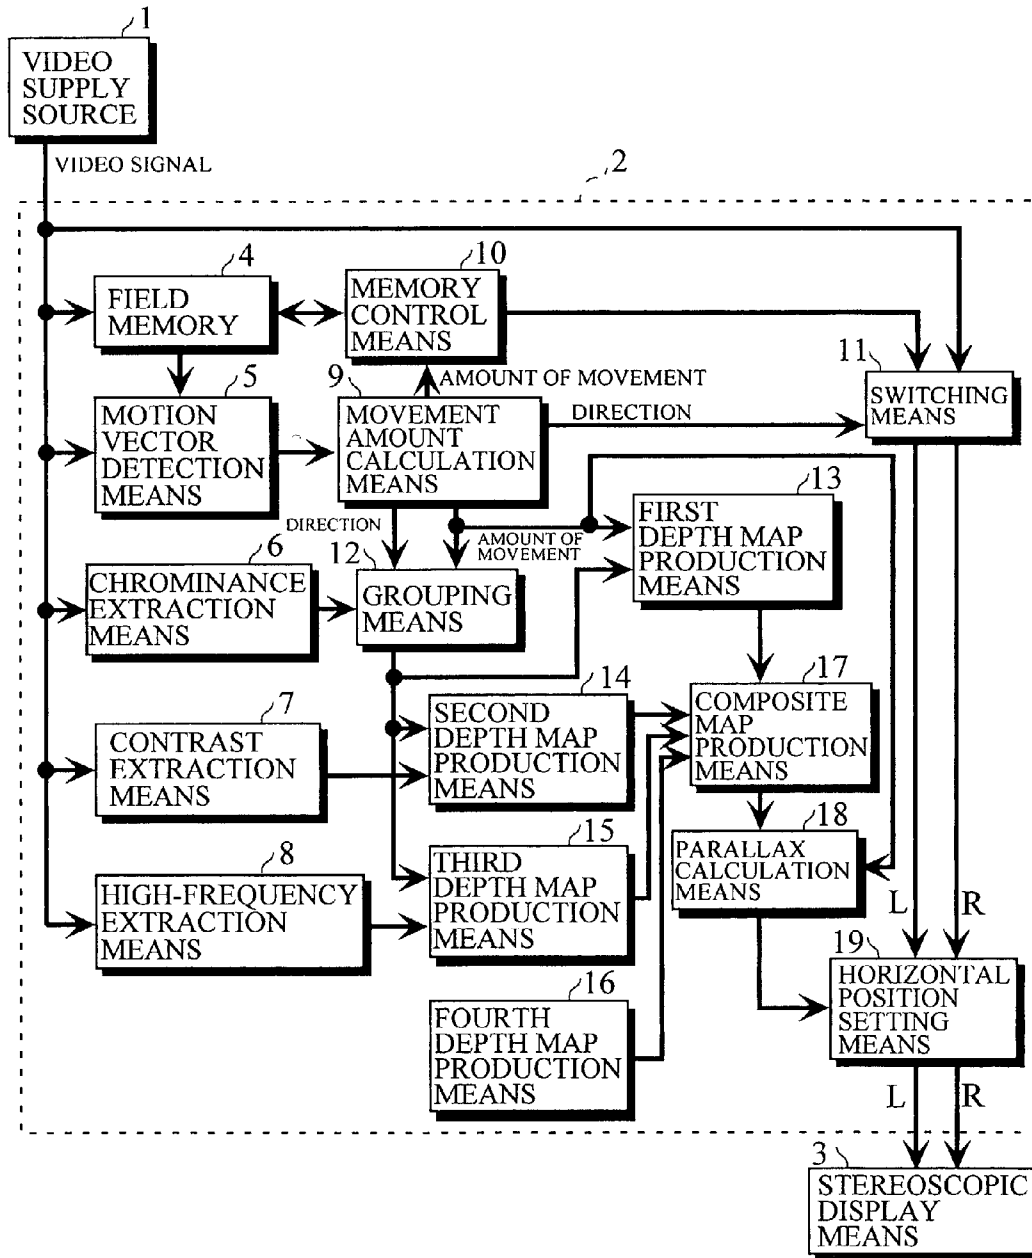 1
VIDEO
SUPPLY
SOURCE
VIDEO SIGNAL
2
4
FIELD
MEMORY
10
MEMORY
CONTROL
MEANS
11
SWITCHING
MEANS
5
MOTION
VECTOR
DETECTION
MEANS
9
AMOUNT OF MOVEMENT
MOVEMENT
AMOUNT
CALCULATION
MEANS
DIRECTION
DIRECTION
AMOUNT OF
MOVEMENT
13
FIRST
DEPTH MAP
PRODUCTION
MEANS
6
CHROMINANCE
EXTRACTION
MEANS
12
GROUPING
MEANS
7
CONTRAST
EXTRACTION
MEANS
14
SECOND
DEPTH MAP
PRODUCTION
MEANS
17
COMPOSITE
MAP
PRODUCTION
MEANS
8
HIGH-FREQUENCY
EXTRACTION
MEANS
15
THIRD
DEPTH MAP
PRODUCTION
MEANS
18
PARALLAX
CALCULATION
MEANS
L
R
16
FOURTH
DEPTH MAP
PRODUCTION
MEANS
19
HORIZONTAL
POSITION
SETTING
MEANS
L
R
3
STEREOSCOPIC
DISPLAY
MEANS